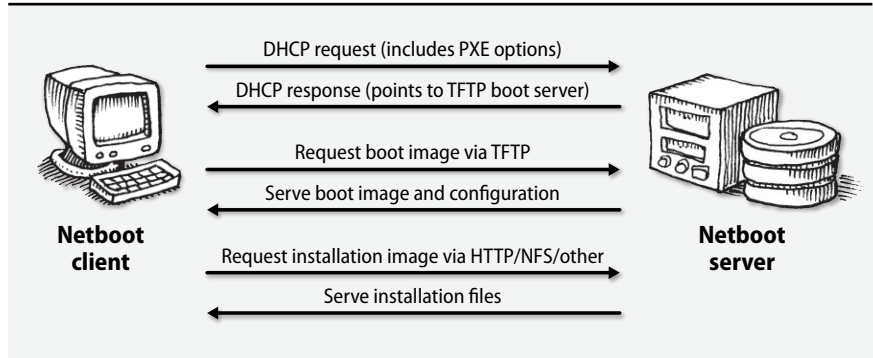 DHCP request (includes PXE options)
DHCP response (points to TFTP boot server)
Request boot image via TFTP
Serve boot image and configuration
Netboot
client
Netboot
server
Request installation image via HTTP/NFS/other
Serve installation files